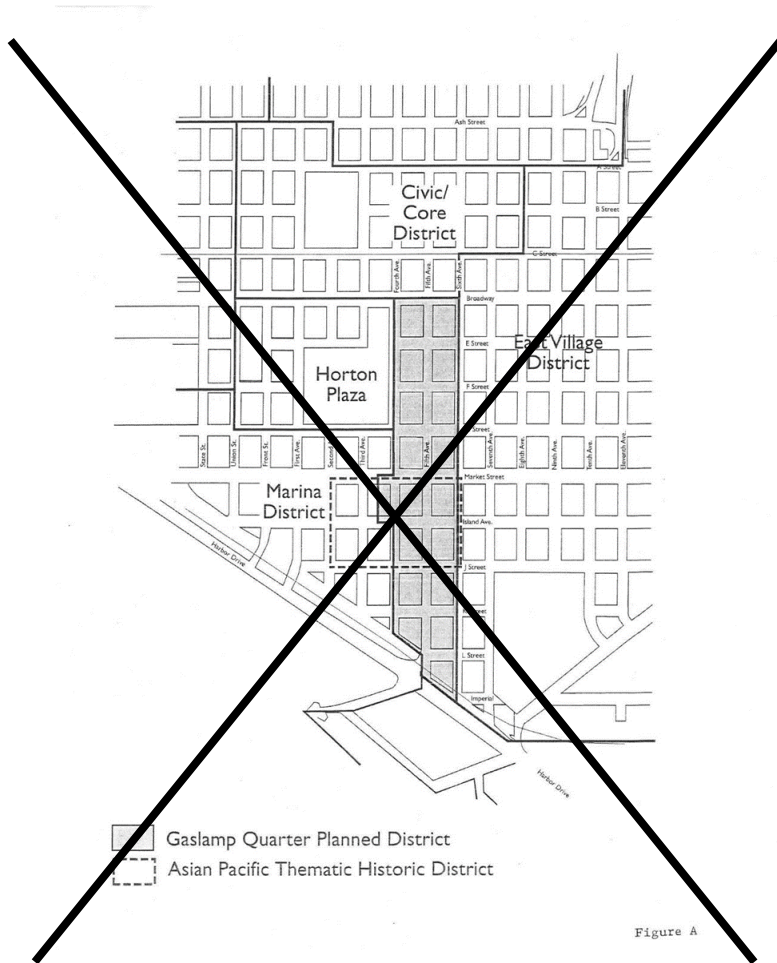 Ash Street
A Street
Civic/
Core
District
B Street
C Street
Fourth Ave.
Fifth Ave.
Sixth Ave.
Broadway
E Street
East Village
District
Horton
Plaza
F Street
Street
State St.
Union St.
Front St.
First Ave.
Second
Third Ave.
Fifth Ave.
Seventh Ave.
Eighth Ave.
Ninth Ave.
Tenth Ave.
Eleventh Ave.
Market Street
Marina
District
Island Ave.
Harbor Drive
J Street
Street
L Street
Imperial
Harbor Drive
Gaslamp Quarter Planned District
Asian Pacific Thematic Historic District
Figure A